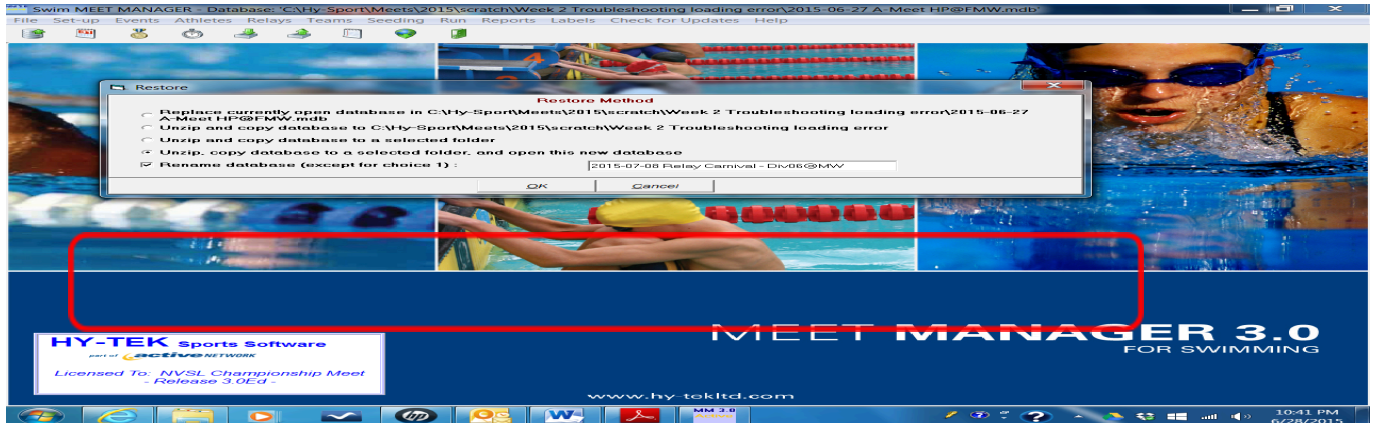 Swim MEET MANAGER - Database: 'C:\Hy-Sport\Meets\2015\scratch\Week 2 Troubleshooting loading error\2015-06-27 A-Meet HP@FMW.mdb'
File Set-up Events Athletes Relays Teams Seeding Run Reports Labels Check for Updates Help
Restore
Restore Method
Replace currently open database in C:\Hy-Sport\Meets\2015\scratch\Week 2 Troubleshooting loading error\2015-06-27
A-Meet HP@FMW.mdb
Unzip and copy database to C:\Hy-Sport\Meets\2015\scratch\Week 2 Troubleshooting loading error
Unzip and copy database to a selected folder
Unzip, copy database to a selected folder, and open this new database
Rename database (except for choice 1) : 2015-07-08 Relay Carnival - Div06@MW
OK Cancel
MEET MANAGER 3.0
FOR SWIMMING
HY-TEK Sports Software
part of active NETWORK
Licensed To: NVSL Championship Meet
- Release 3.0Ed -
www.hy-tekltd.com
MM 3.0
10:41 PM
6/28/2015